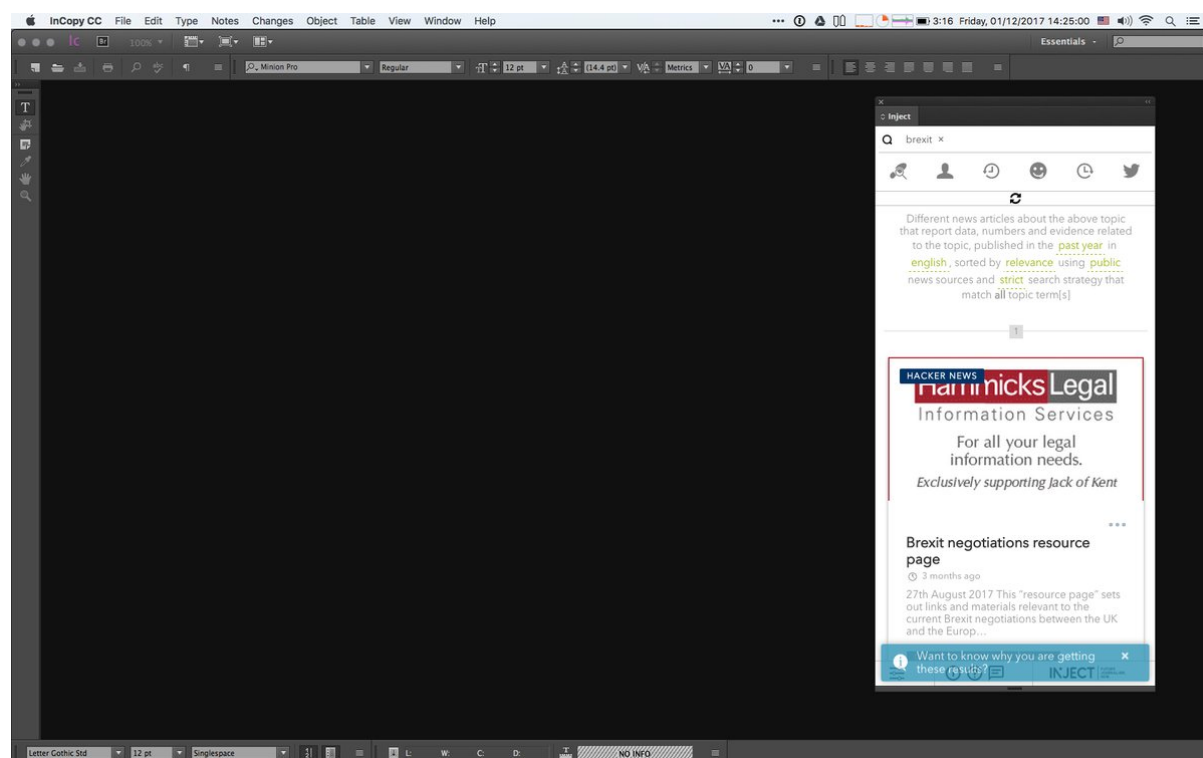 InCopy CC File Edit Type Notes Changes Object Table View Window Help 3:16 Friday, 01/12/2017 14:25:00
Ic Br 100% Essentials
Minion Pro Regular 12 pt (14.4 pt) Metrics 0
Inject
brexit ×
Different news articles about the above topic
that report data, numbers and evidence related
to the topic, published in the past year in
english, sorted by relevance using public
news sources and strict search strategy that
match all topic term[s]
1
HACKER NEWS
Hammicks Legal
Information Services
For all your legal
information needs.
Exclusively supporting Jack of Kent
Brexit negotiations resource
page
3 months ago
27th August 2017 This "resource page" sets
out links and materials relevant to the
current Brexit negotiations between the UK
and the Europ...
Want to know why you are getting
these results?
INJECT
Letter Gothic Std 12 pt Singlespace L: W: C: D: NO INFO